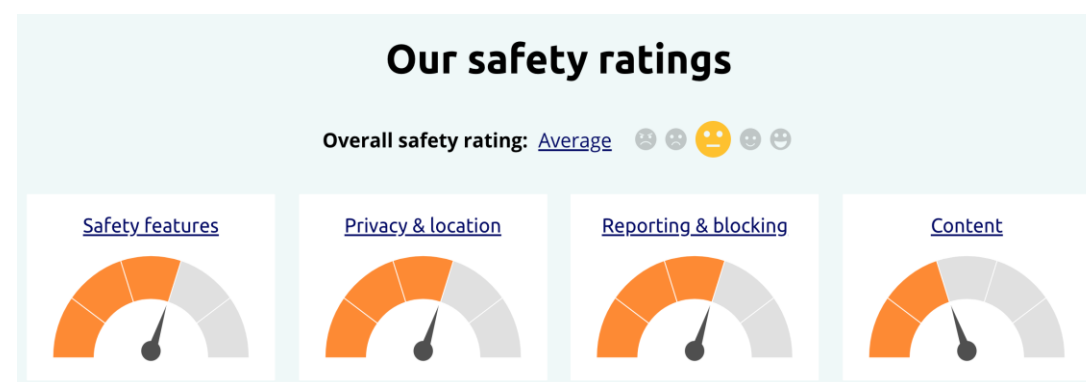 Our safety ratings
Overall safety rating: Average
Safety features
Privacy & location
Reporting & blocking
Content